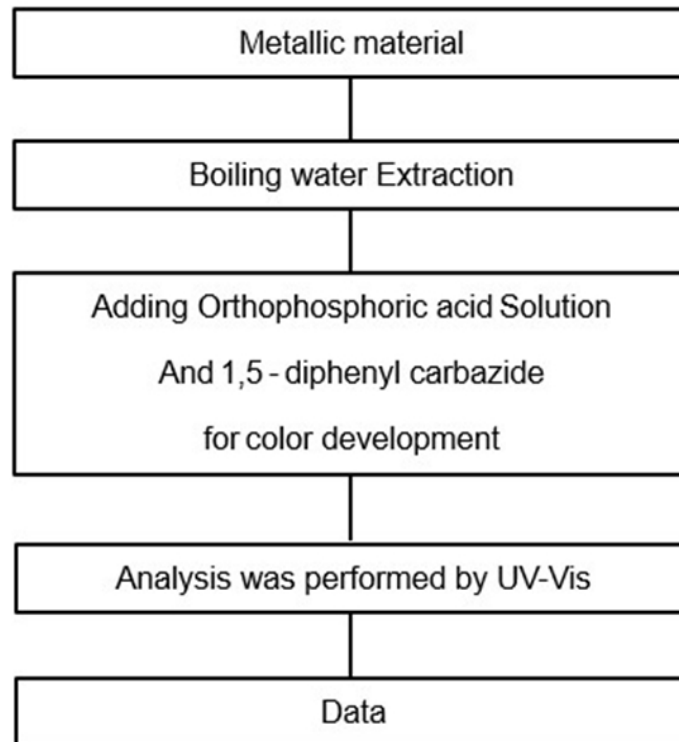 Metallic material
Boiling water Extraction
Adding Orthophosphoric acid Solution
And 1,5 - diphenyl carbazide
for color development
Analysis was performed by UV-Vis
Data